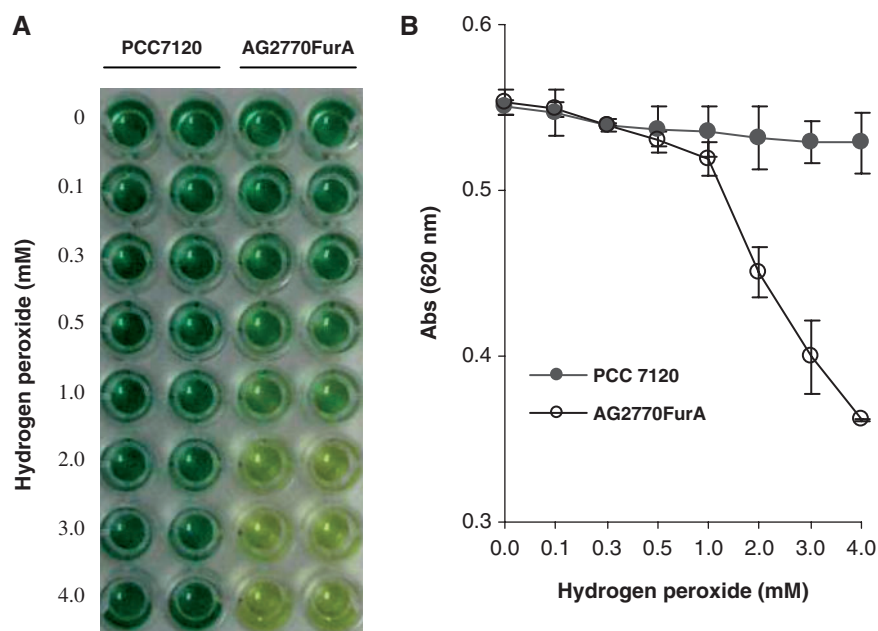 A
PCC7120 AG2770FurA
Hydrogen peroxide (mM)
0
0.1
0.3
0.5
1.0
2.0
3.0
4.0
B
Abs (620 nm)
0.6
0.5
0.4
0.3
PCC 7120
AG2770FurA
0.0 0.1 0.3 0.5 1.0 2.0 3.0 4.0
Hydrogen peroxide (mM)